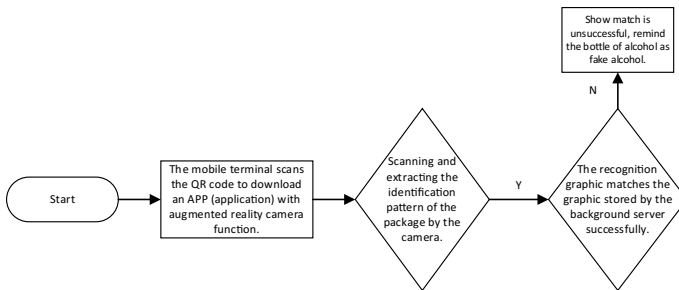 Start
The mobile terminal scans
the QR code to download
an APP (application) with
augmented reality camera
function.
Scanning and
extracting the
identification
pattern of the
package by the
camera.
Y
The recognition
graphic matches the
graphic stored by the
background server
successfully.
N
Show match is
unsuccessful, remind
the bottle of alcohol as
fake alcohol.